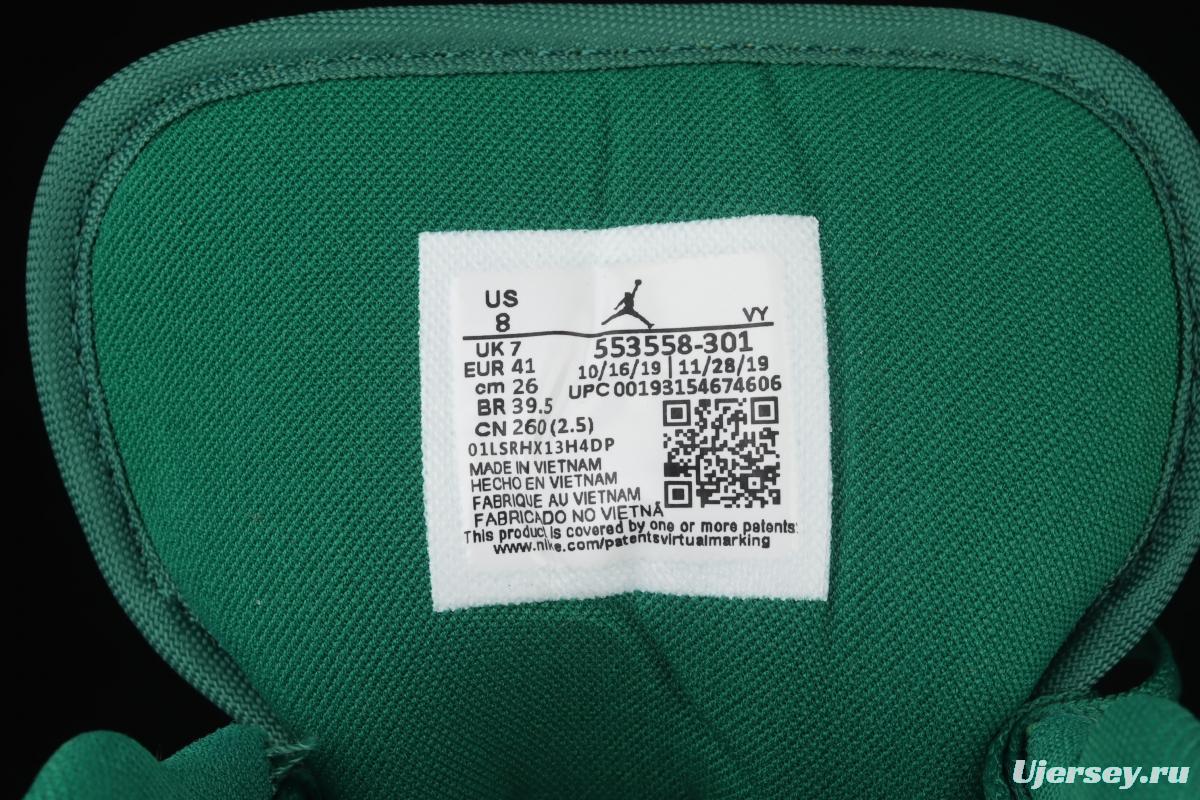 US
8
VY
UK 7
553558-301
EUR 41
10/16/19 | 11/28/19
cm 26
UPC 00193154674606
BR 39.5
CN 260 (2.5)
01LSRHX13H4DP
MADE IN VIETNAM
HECHO EN VIETNAM
FABRIQUE AU VIETNAM
FABRICADO NO VIETNÃ
This product is covered by one or more patents:
www.nike.com/patentsvirtualmarking
Ujersey.ru